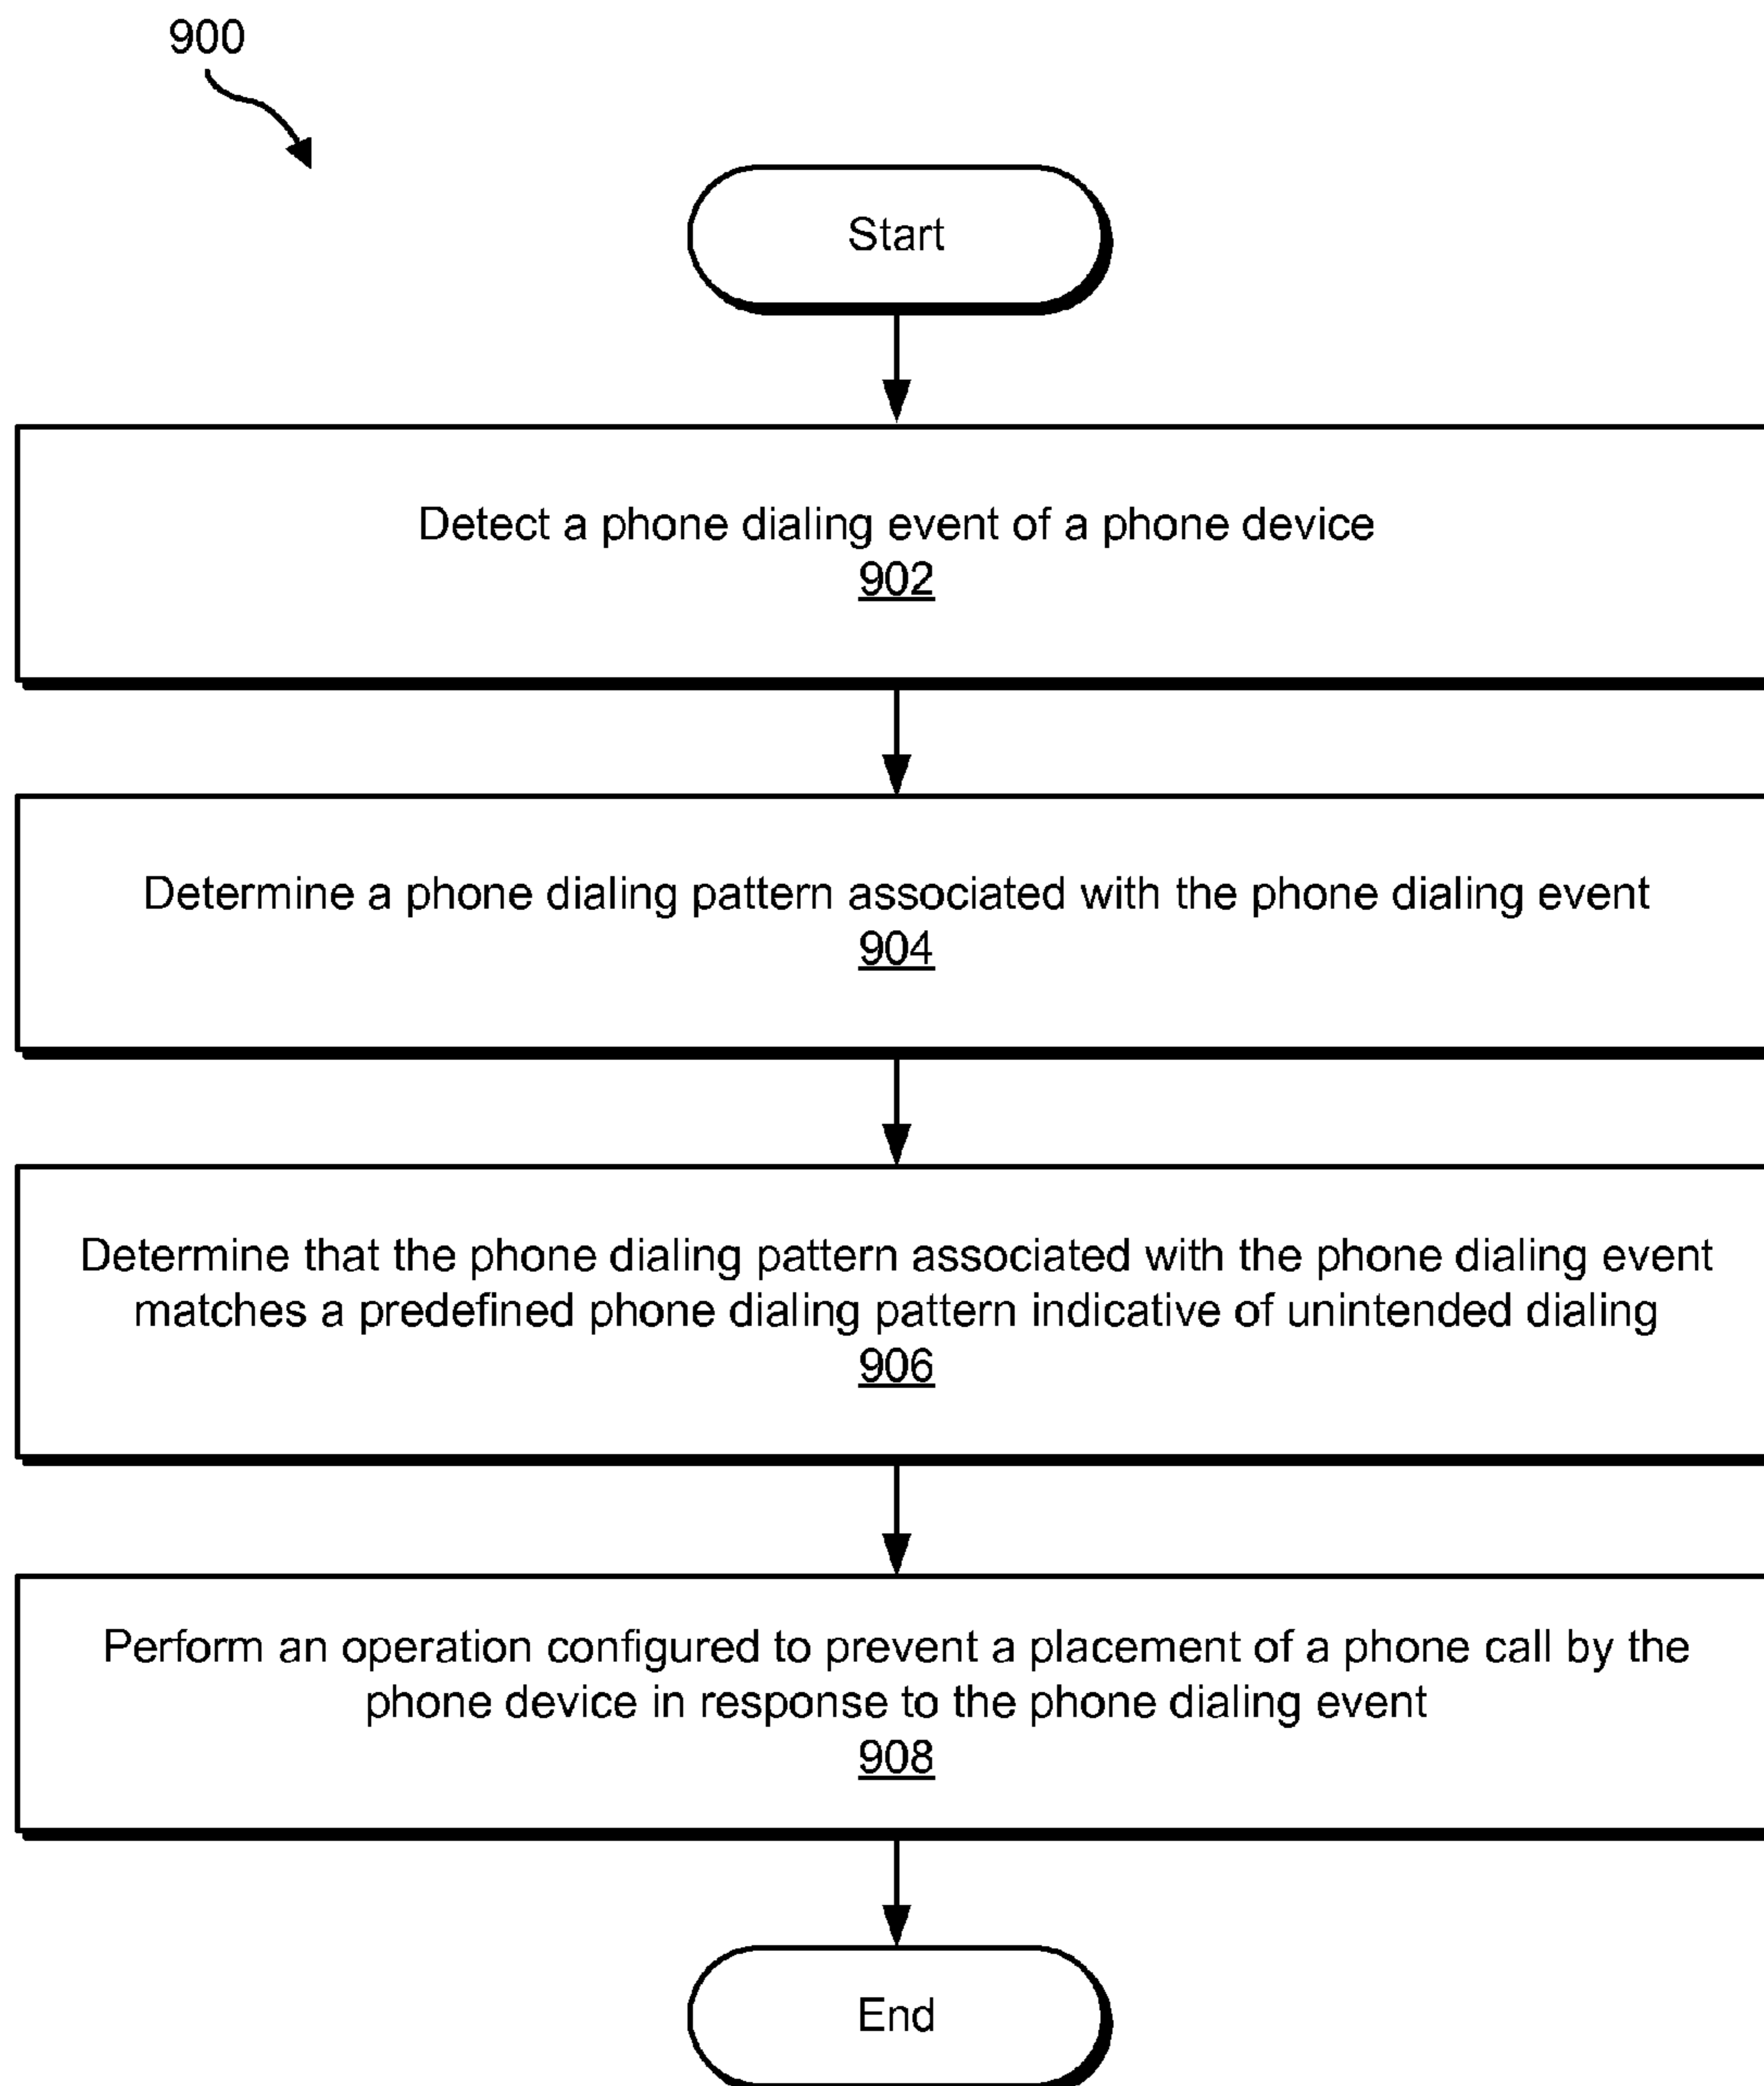 900
Start
Detect a phone dialing event of a phone device
902
Determine a phone dialing pattern associated with the phone dialing event
904
Determine that the phone dialing pattern associated with the phone dialing event
matches a predefined phone dialing pattern indicative of unintended dialing
906
Perform an operation configured to prevent a placement of a phone call by the
phone device in response to the phone dialing event
908
End